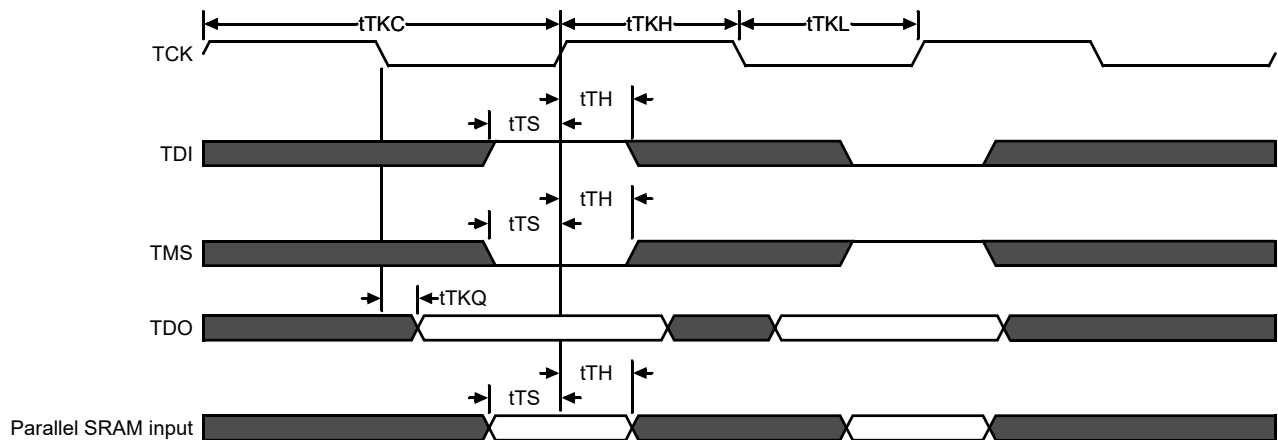 tTKC tTKH tTKL
TCK
tTH
tTS
TDI
tTH
tTS
TMS
tTKQ
TDO
tTH
tTS
Parallel SRAM input